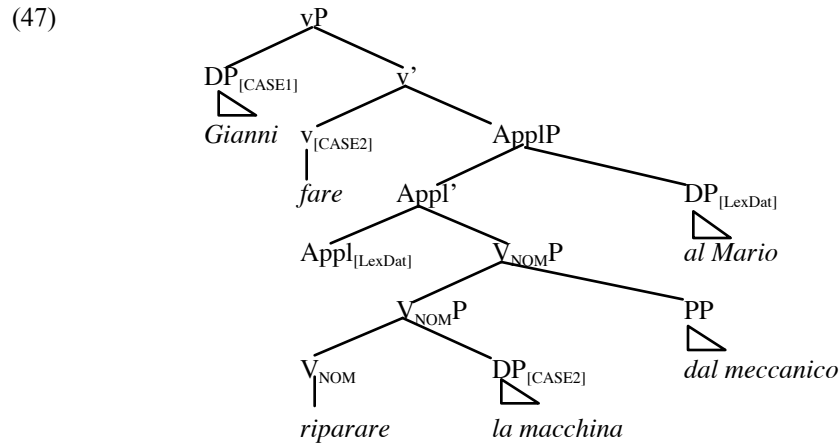 (47) vP
DP[CASE1] v'
Gianni v[CASE2] ApplP
fare Appl' DP[LexDat]
Appl[LexDat] VNOMP al Mario
VNOMP PP
VNOM DP[CASE2] dal meccanico
riparare la macchina